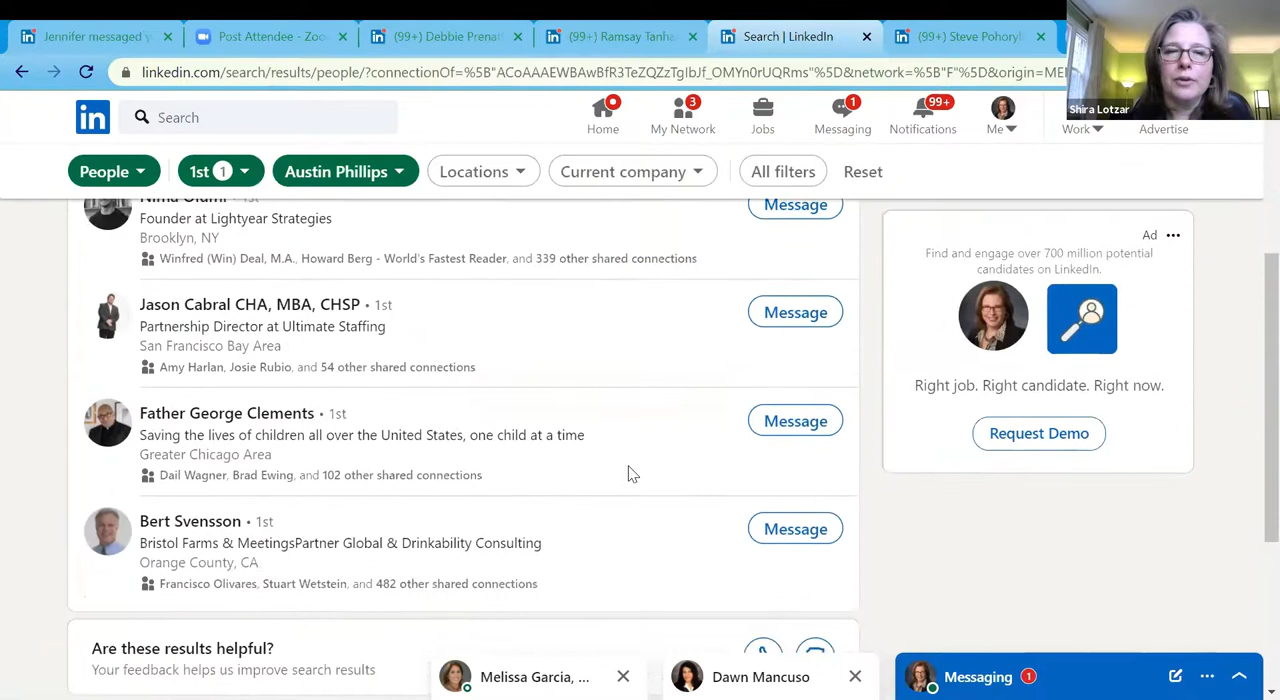 Jennifer messaged y
Post Attendee - Zoo
(99+) Debbie Prenat
(99+) Ramsay Tanha
Search | LinkedIn
(99+) Steve Pohoryl
linkedin.com/search/results/people/?connectionOf=%5B"
Shira Lotzar
in
Search
3
1
99+
Home
My Network
Jobs
Messaging
Notifications
Me
Work
Advertise
People
1st 1
Austin Phillips
Locations
Current company
All filters
Reset
Founder at Lightyear Strategies
Message
Brooklyn, NY
Winfred (Win) Deal, M.A., Howard Berg - World's Fastest Reader, and 339 other shared connections
Jason Cabral CHA, MBA, CHSP • 1st
Message
Partnership Director at Ultimate Staffing
San Francisco Bay Area
Amy Harlan, Josie Rubio, and 54 other shared connections
Father George Clements • 1st
Message
Saving the lives of children all over the United States, one child at a time
Greater Chicago Area
Dail Wagner, Brad Ewing, and 102 other shared connections
Bert Svensson • 1st
Message
Bristol Farms & MeetingsPartner Global & Drinkability Consulting
Orange County, CA
Francisco Olivares, Stuart Wetstein, and 482 other shared connections
Ad •••
Find and engage over 700 million potential
candidates on LinkedIn.
Right job. Right candidate. Right now.
Request Demo
Are these results helpful?
Your feedback helps us improve search results
Melissa Garcia, ...
Dawn Mancuso
Messaging 1